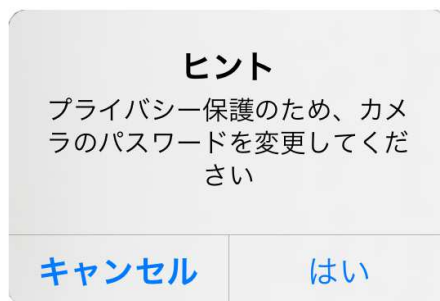 ヒント
プライバシー保護のため、カメ
ラのパスワードを変更してくだ
さい
キャンセル
はい